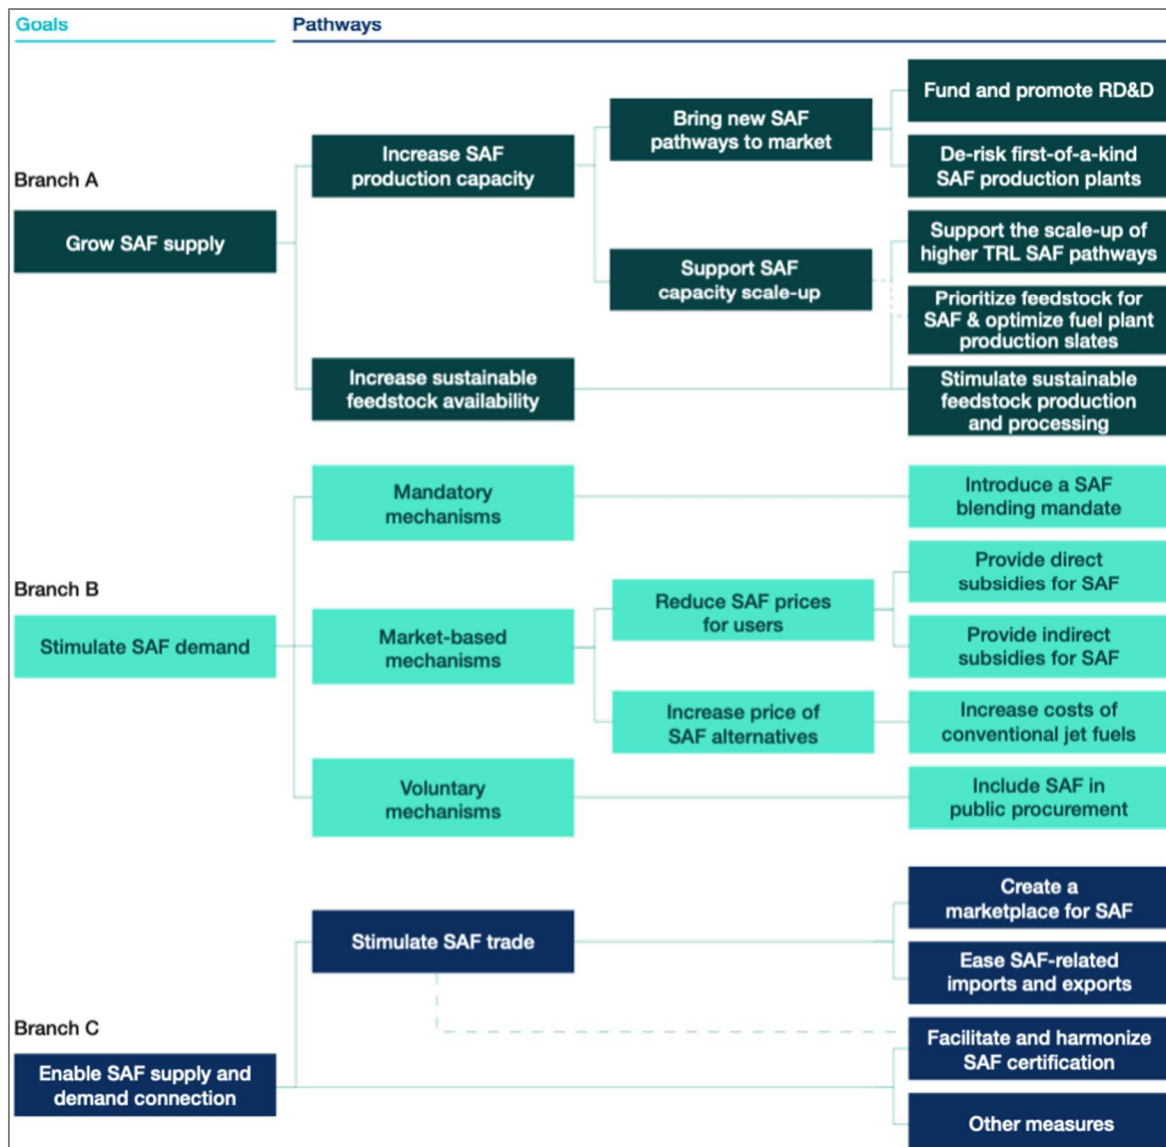 Goals
Pathways
Branch A
Grow SAF supply
Increase SAF
production capacity
Bring new SAF
pathways to market
Fund and promote RD&D
De-risk first-of-a-kind
SAF production plants
Support SAF
capacity scale-up
Support the scale-up of
higher TRL SAF pathways
Prioritize feedstock for
SAF & optimize fuel plant
production slates
Increase sustainable
feedstock availability
Stimulate sustainable
feedstock production
and processing
Branch B
Stimulate SAF demand
Mandatory
mechanisms
Introduce a SAF
blending mandate
Market-based
mechanisms
Reduce SAF prices
for users
Provide direct
subsidies for SAF
Provide indirect
subsidies for SAF
Increase price of
SAF alternatives
Increase costs of
conventional jet fuels
Voluntary
mechanisms
Include SAF in
public procurement
Branch C
Enable SAF supply and
demand connection
Stimulate SAF trade
Create a
marketplace for SAF
Ease SAF-related
imports and exports
Facilitate and harmonize
SAF certification
Other measures